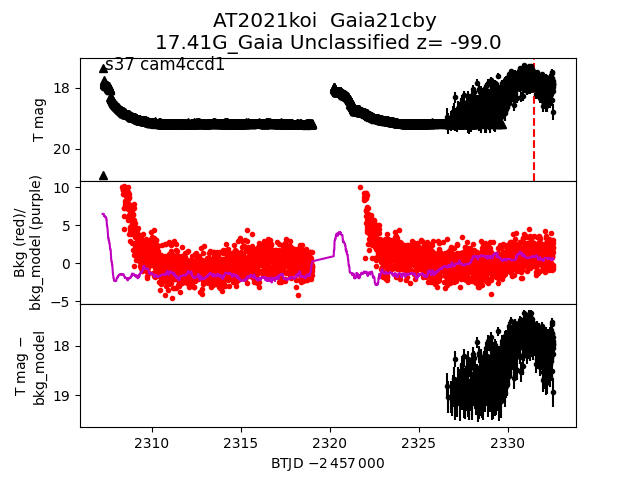 AT2021koi  Gaia21cby
17.41G_Gaia Unclassified z= -99.0
s37 cam4ccd1
18
20
T mag
10
5
0
−5
Bkg (red)/
bkg_model (purple)
18
19
T mag −
bkg_model
2310 2315 2320 2325 2330
BTJD −2 457 000